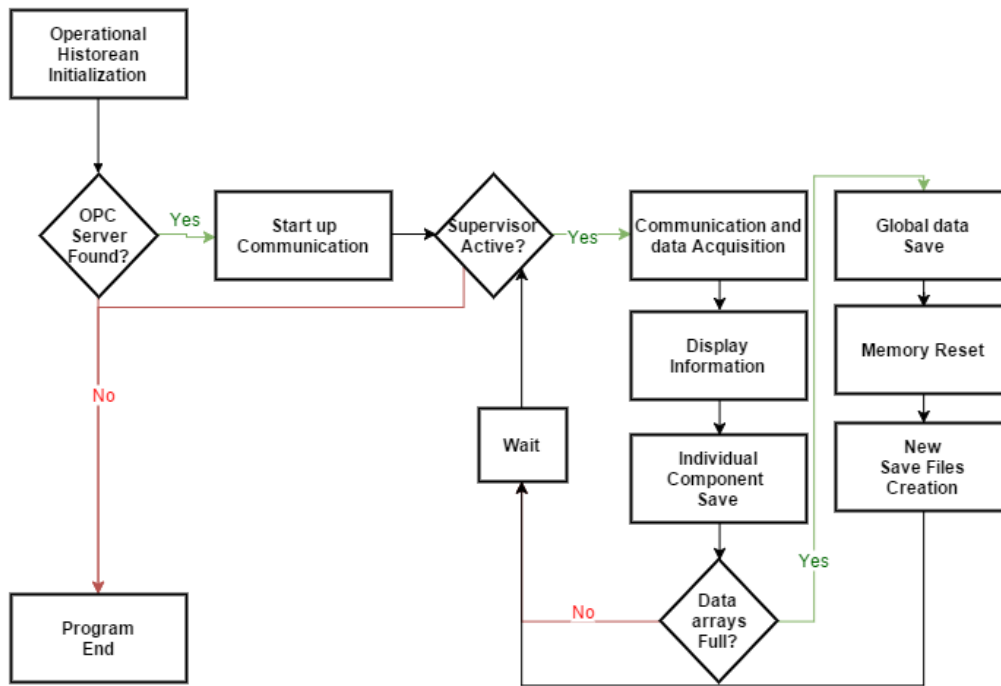 Operational
Historean
Initialization
OPC
Server
Found?
Yes
Start up
Communication
Supervisor
Active?
Yes
Communication and
data Acquisition
Global data
Save
Display
Information
Memory Reset
No
Wait
Individual
Component
Save
New
Save Files
Creation
Yes
No
Data
arrays
Full?
Program
End